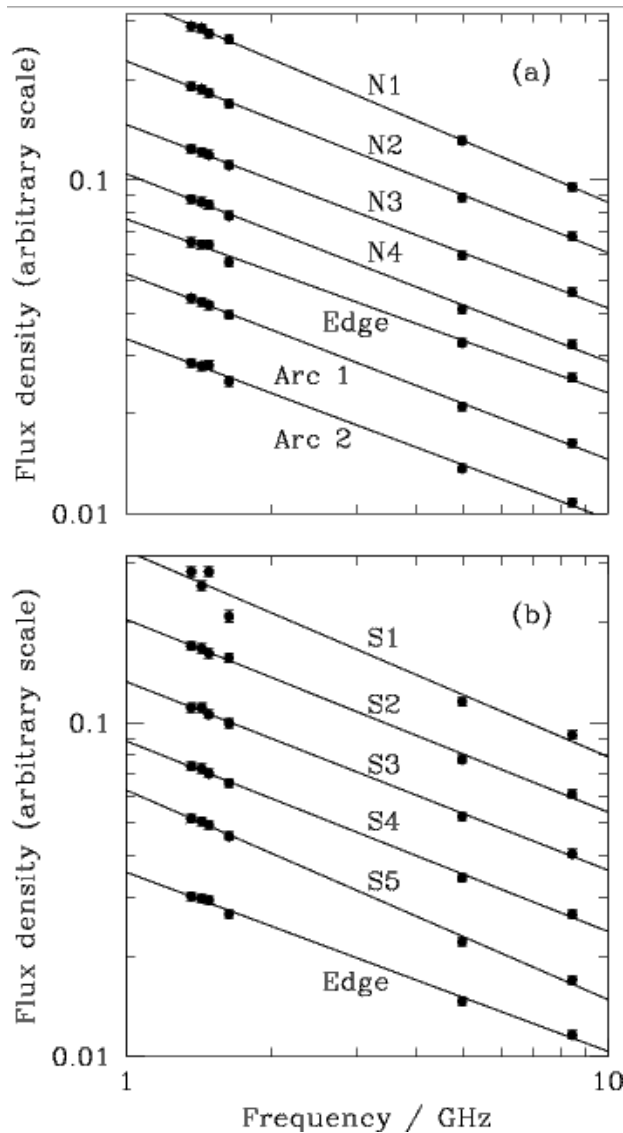 Flux density (arbitrary scale)
0.1
0.01
(a)
N1
N2
N3
N4
Edge
Arc 1
Arc 2
Flux density (arbitrary scale)
0.1
0.01
(b)
S1
S2
S3
S4
S5
Edge
1
10
Frequency / GHz